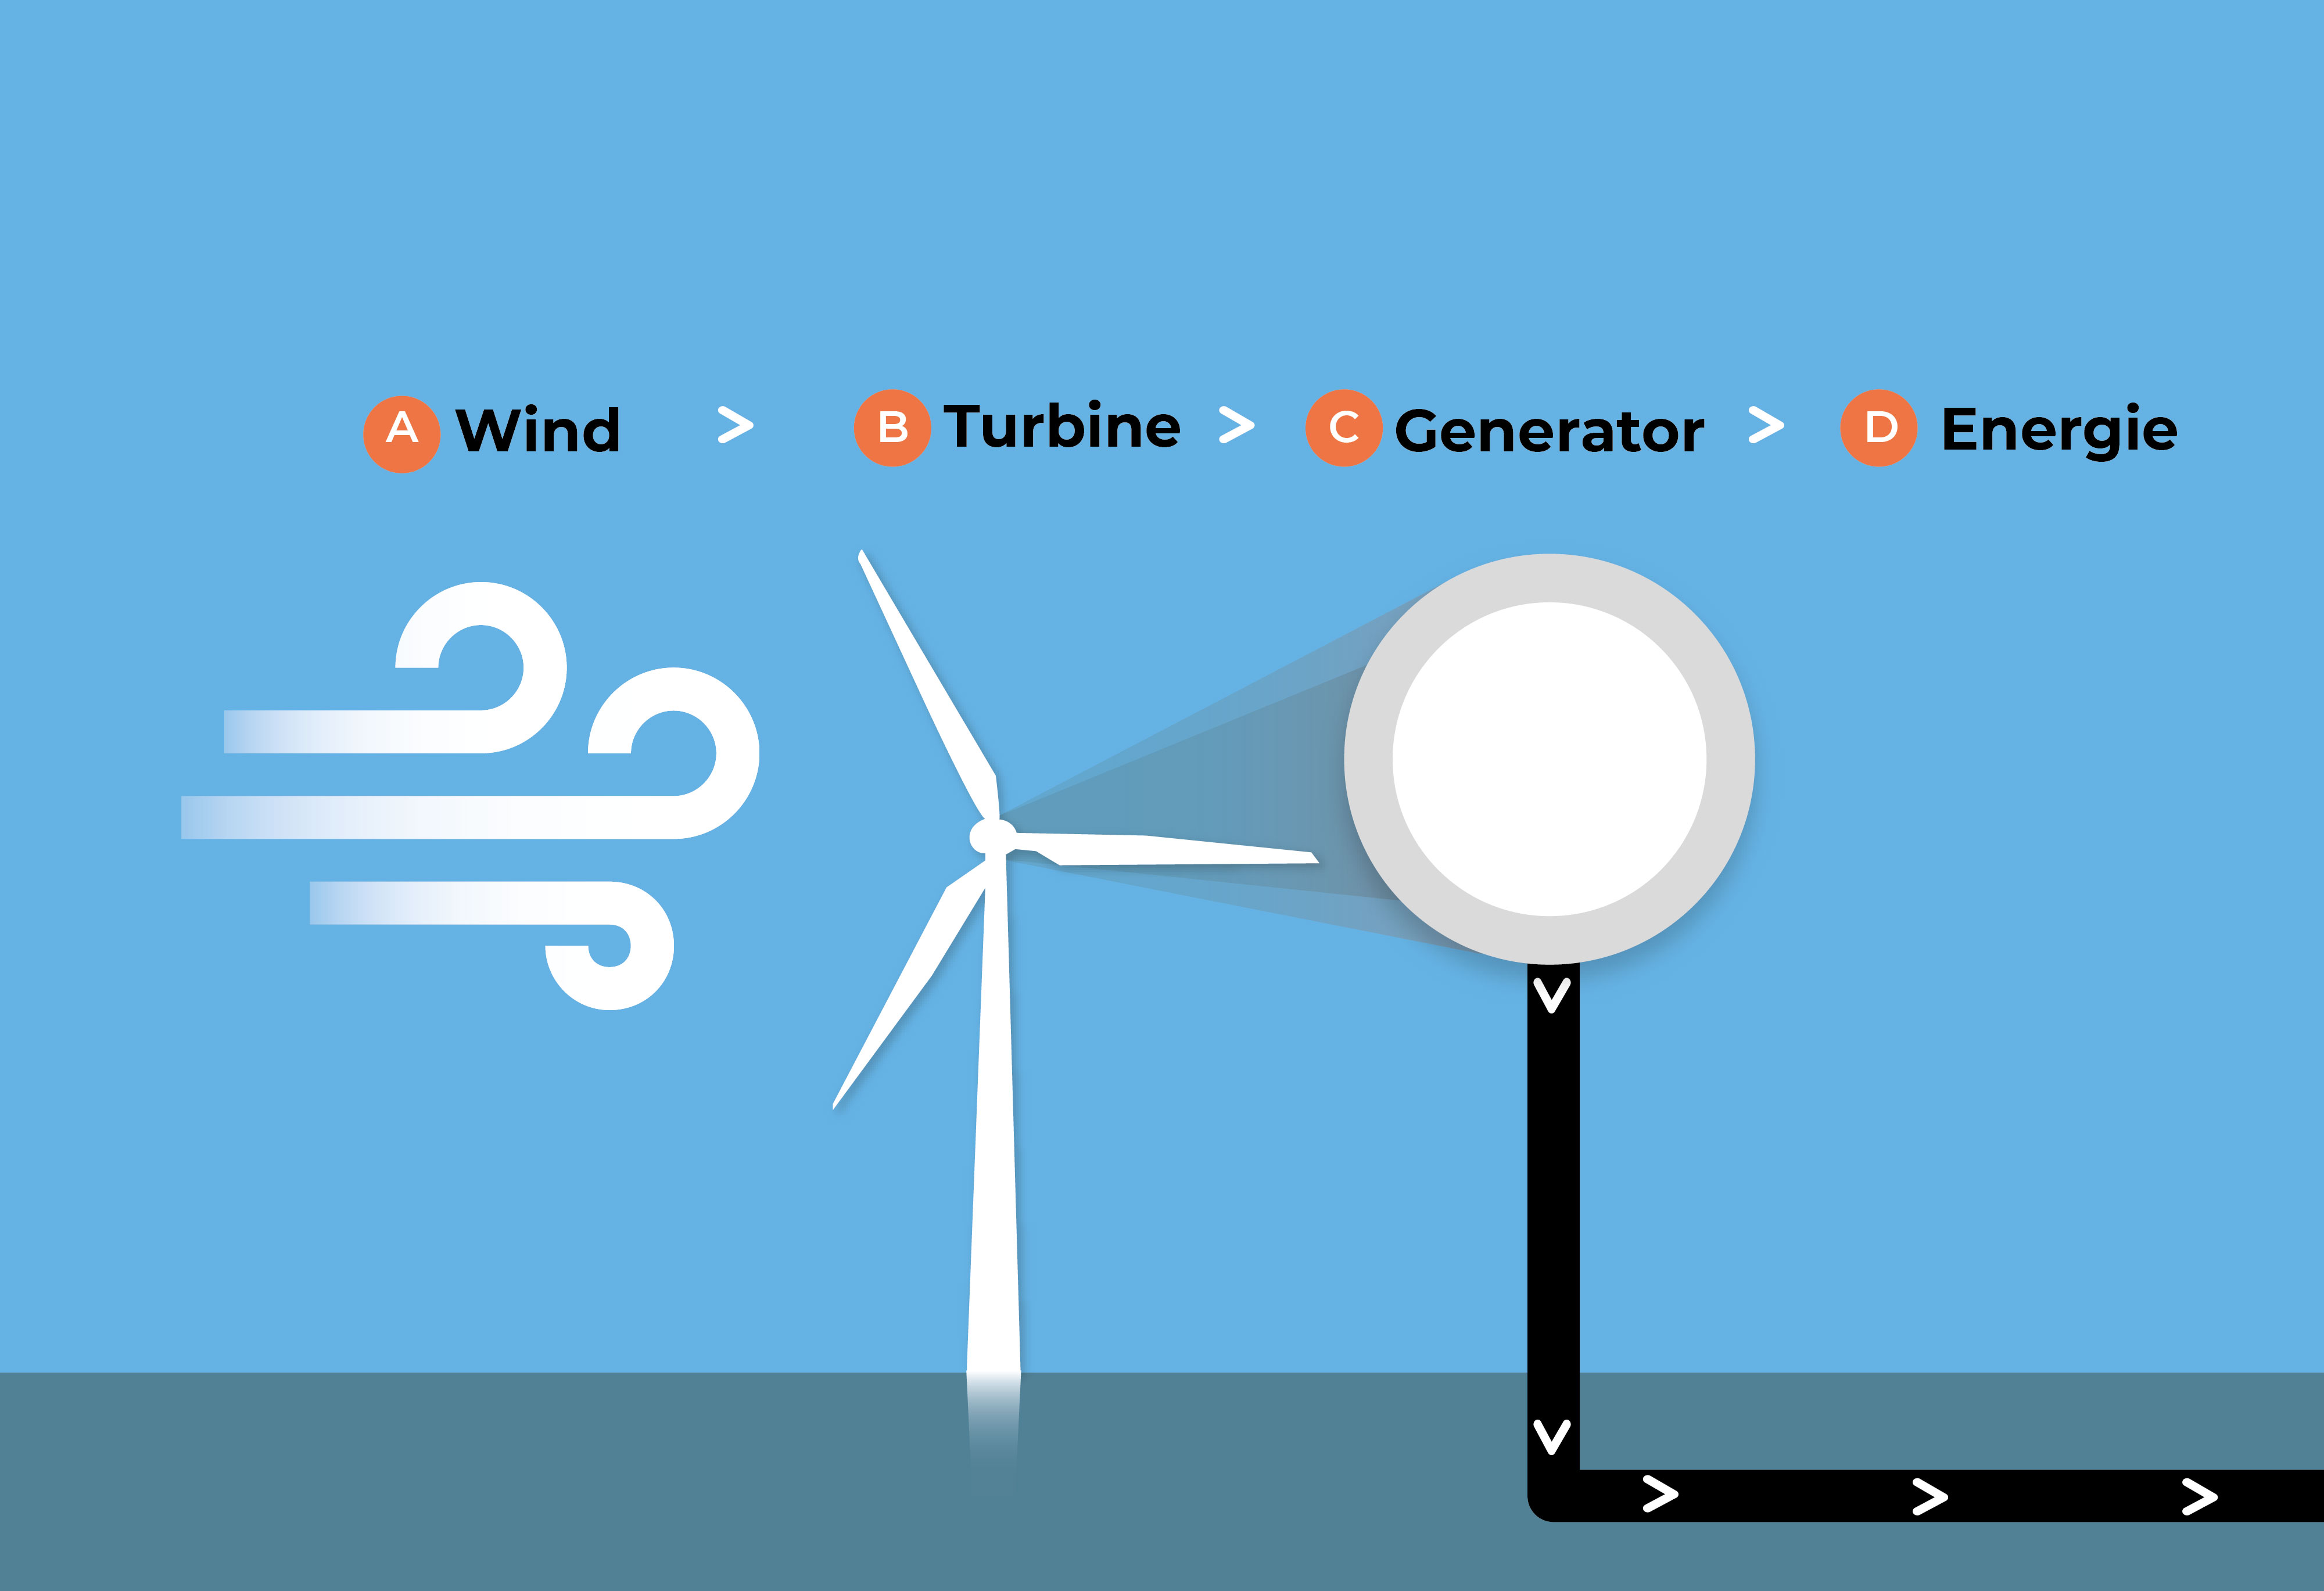 A Wind > B Turbine > C Generator > D Energie